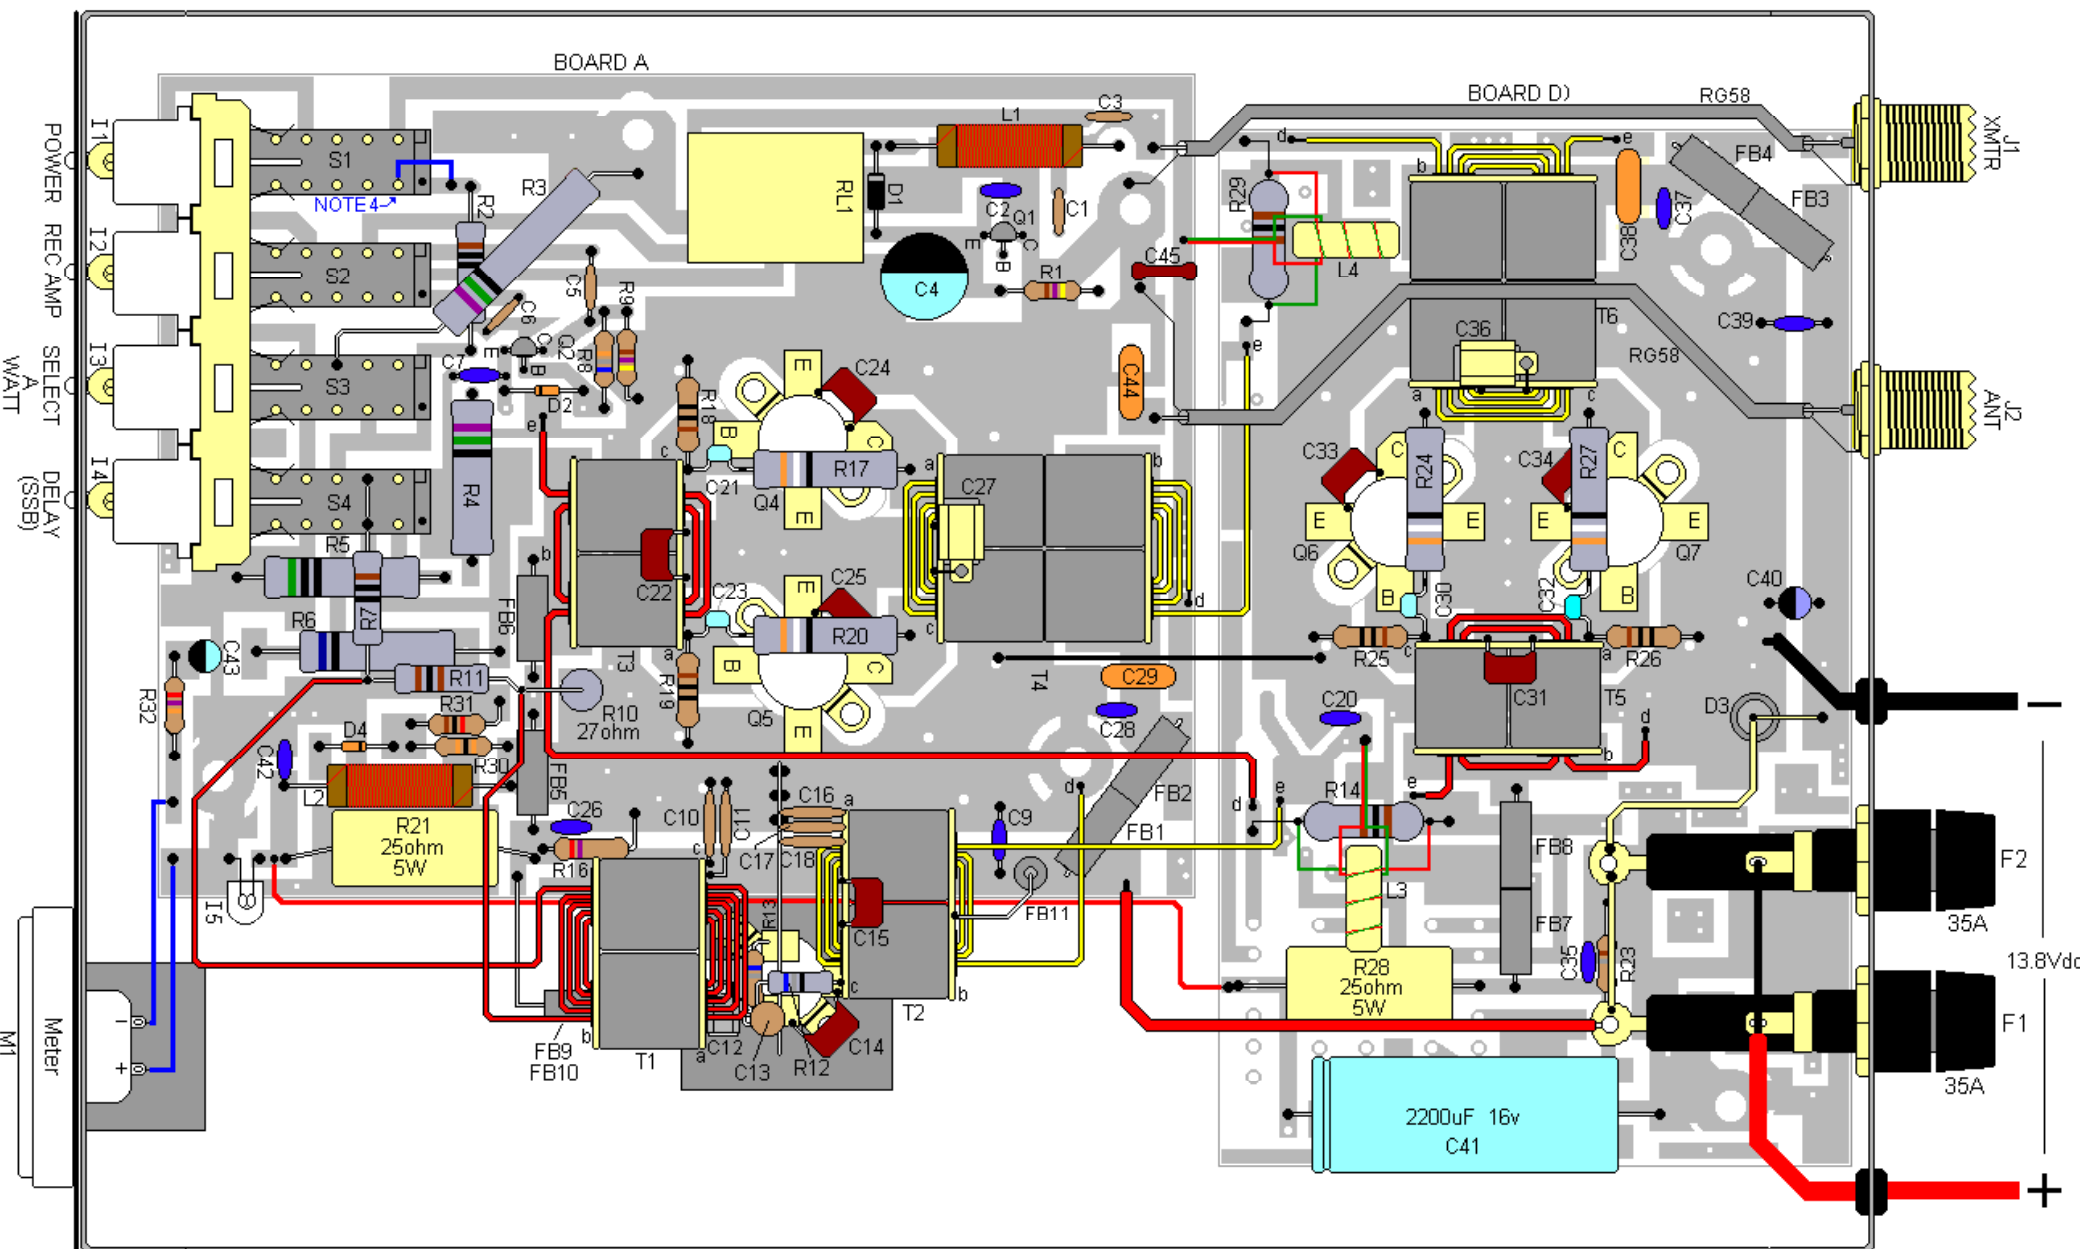 BOARD A
BOARD D)
RG58
J1
XMTR
J2
ANT
I1
POWER
I2
REC AMP
I3
SELECT
A
WATT
I4
DELAY
(SSB)
S1
NOTE4
S2
S3
S4
R2
R3
RL1
D1
L1
C3
C2
Q1
E
C
B
C1
C4
R1
C45
R29
L4
d
b
e
T6
C38
C37
FB4
FB3
C39
C36
RG58
a
c
C5
C6
R9
R8
Q2
E
C
B
C7
D2
e
R4
R18
c
C21
B
E
C
E
Q4
R17
C24
C44
e
a
b
c
d
C27
T4
T3
C22
b
a
C23
C25
E
B
C
E
Q5
R20
R19
C33
C
R24
E
E
Q6
B
C30
C34
R27
C
E
E
Q7
B
C32
C40
R25
R26
c
a
C31
T5
b
d
e
D3
R5
R7
R6
R11
C43
R32
R31
D4
R30
C42
L2
R21
25ohm
5W
FB6
FB5
R10
27ohm
C26
R16
I5
C29
C28
C20
d
e
R14
L3
FB2
FB1
d
C9
FB11
C10
C11
c
C16
C17
C18
a
C15
c
b
T2
R13
C12
C13
R12
C14
T1
b
a
FB9
FB10
FB8
FB7
C35
R23
R28
25ohm
5W
2200uF 16v
C41
F2
35A
F1
35A
13.8Vdc
−
+
−
+
Meter
M1